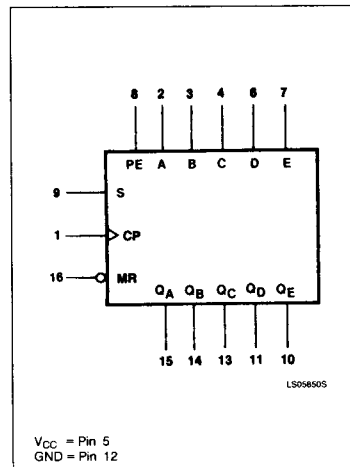 8 2 3 4 6 7
PE A B C D E
9 S
1 CP
16 MR
QA QB QC QD QE
15 14 13 11 10
LS05850S
VCC = Pin 5
GND = Pin 12